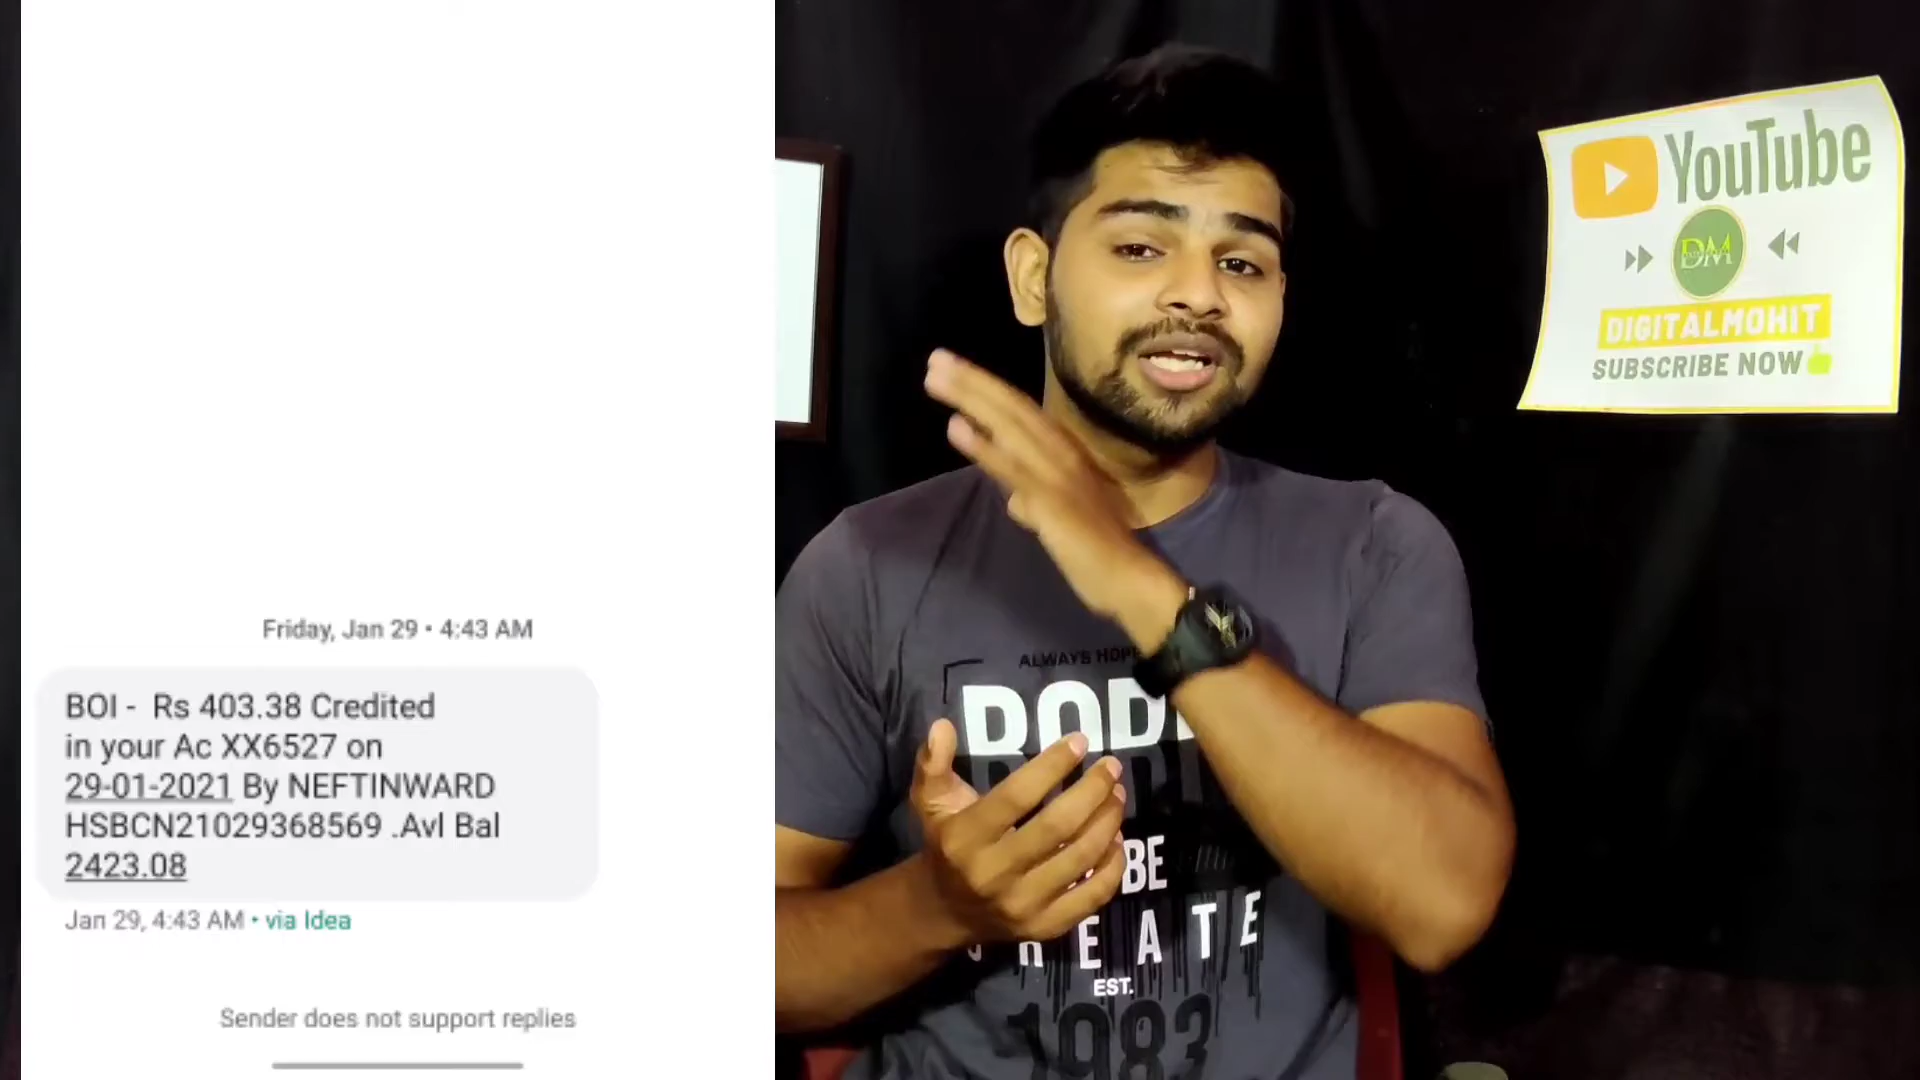 Friday, Jan 29 • 4:43 AM
BOI - Rs 403.38 Credited
in your Ac XX6527 on
29-01-2021 By NEFTINWARD
HSBCN21029368569 .Avl Bal
2423.08
Jan 29, 4:43 AM • via Idea
Sender does not support replies
YouTube
DM
DIGITALMOHIT
SUBSCRIBE NOW
ALWAYS HOPE
BE
EST.
1983